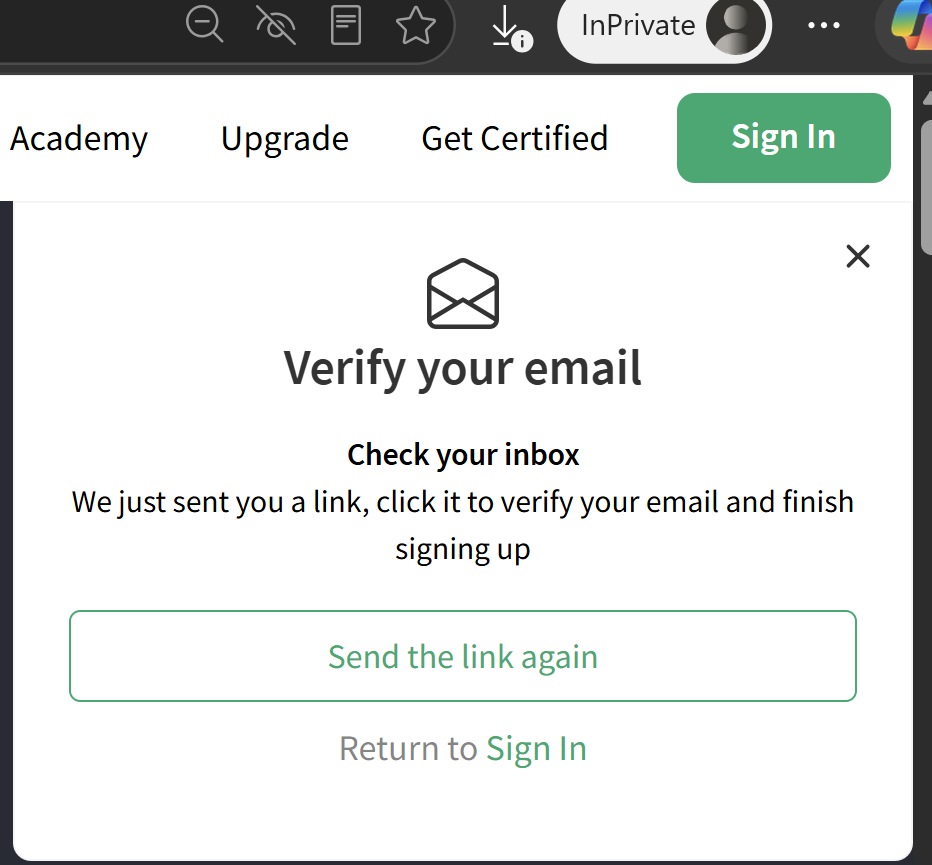 InPrivate
Academy Upgrade Get Certified Sign In
Verify your email
Check your inbox
We just sent you a link, click it to verify your email and finish
signing up
Send the link again
Return to Sign In